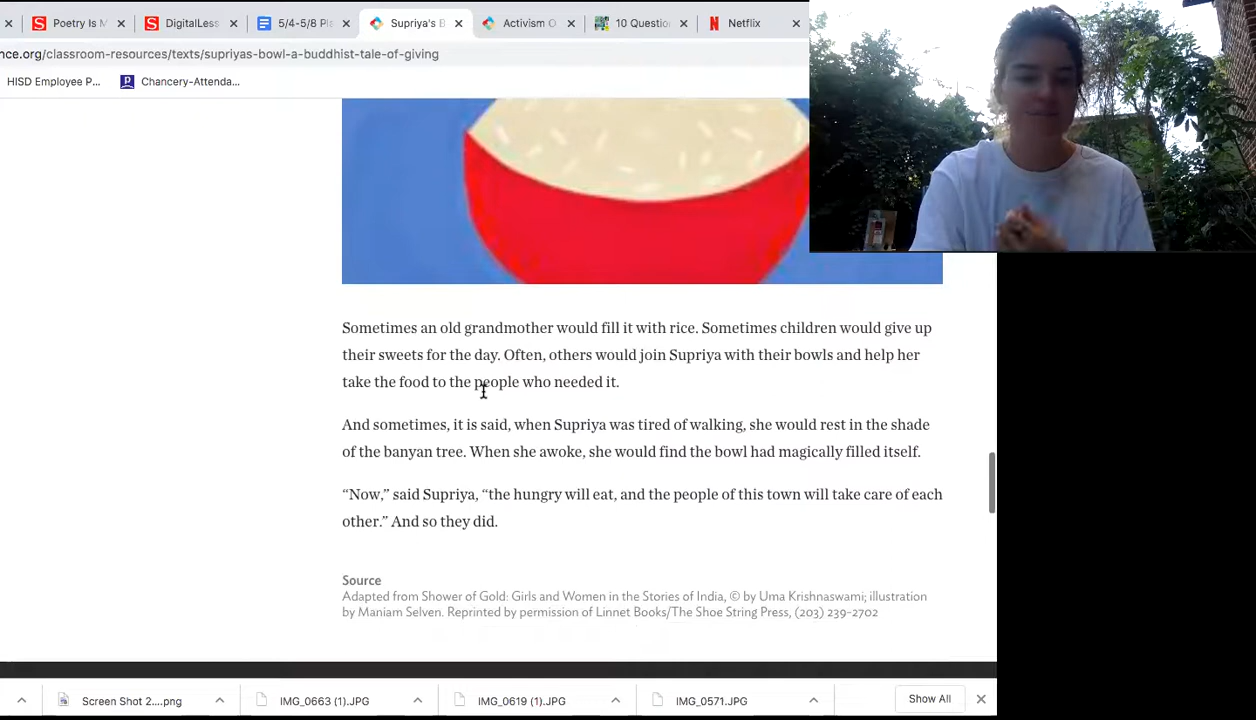 Poetry Is M
DigitalLess
5/4-5/8 Pl
Supriya's B
Activism O
10 Questio
Netflix
nce.org/classroom-resources/texts/supriyas-bowl-a-buddhist-tale-of-giving
HISD Employee P...
Chancery-Attenda...
Sometimes an old grandmother would fill it with rice. Sometimes children would give up
their sweets for the day. Often, others would join Supriya with their bowls and help her
take the food to the people who needed it.
And sometimes, it is said, when Supriya was tired of walking, she would rest in the shade
of the banyan tree. When she awoke, she would find the bowl had magically filled itself.
“Now,” said Supriya, “the hungry will eat, and the people of this town will take care of each
other.” And so they did.
Source
Adapted from Shower of Gold: Girls and Women in the Stories of India, © by Uma Krishnaswami; illustration
by Maniam Selven. Reprinted by permission of Linnet Books/The Shoe String Press, (203) 239-2702
Screen Shot 2....png
IMG_0663 (1).JPG
IMG_0619 (1).JPG
IMG_0571.JPG
Show All